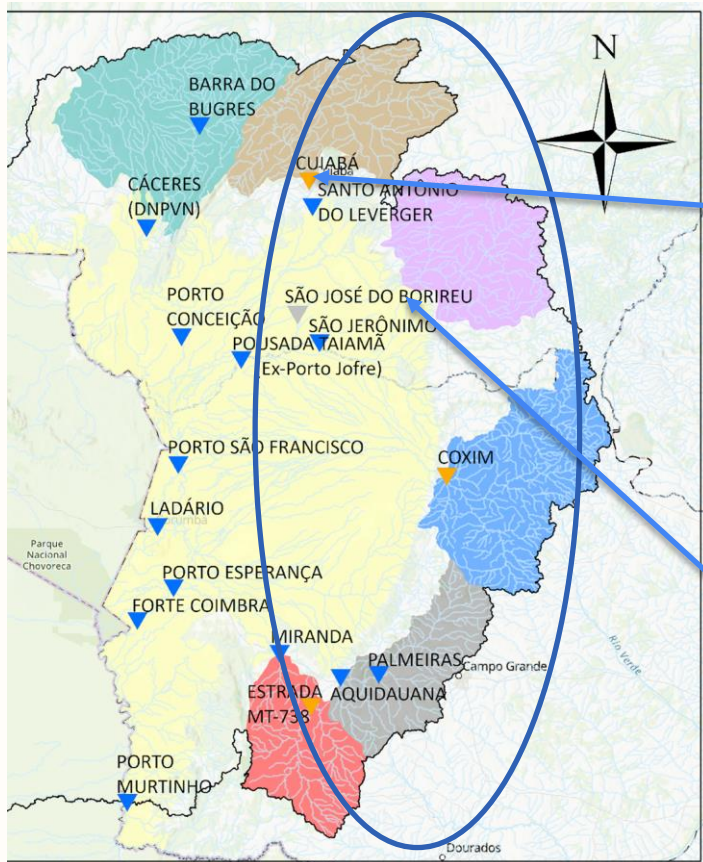 N
BARRA DO
BUGRES
CUIABÁ
CÁCERES
(DNPVN)
SANTO ANTÔNIO
DO LEVERGER
PORTO
CONCEIÇÃO
SÃO JOSÉ DO BORIREU
SÃO JERÔNIMO
POUSADA TAIAMÃ
(Ex-Porto Jofre)
PORTO SÃO FRANCISCO
COXIM
LADÁRIO
Parque
Nacional
Chovoreca
PORTO ESPERANÇA
FORTE COIMBRA
MIRANDA
PALMEIRAS
Campo Grande
Rio Verde
ESTRADA
MT-738
AQUIDAUANA
PORTO
MURTINHO
Dourados